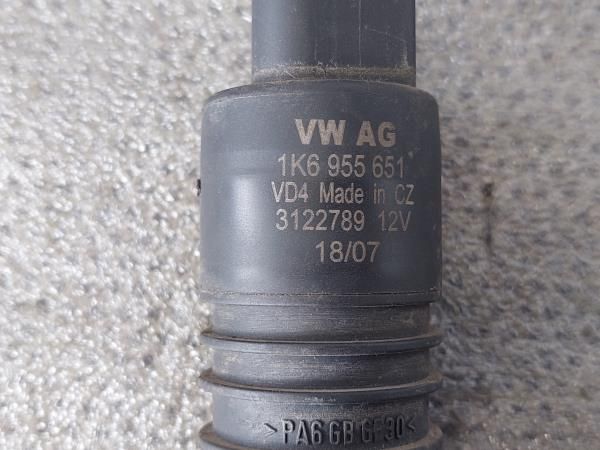 VW AG
1K6 955 651
VD4 Made in CZ
3122789 12V
18/07
>PA6 GB GF30<